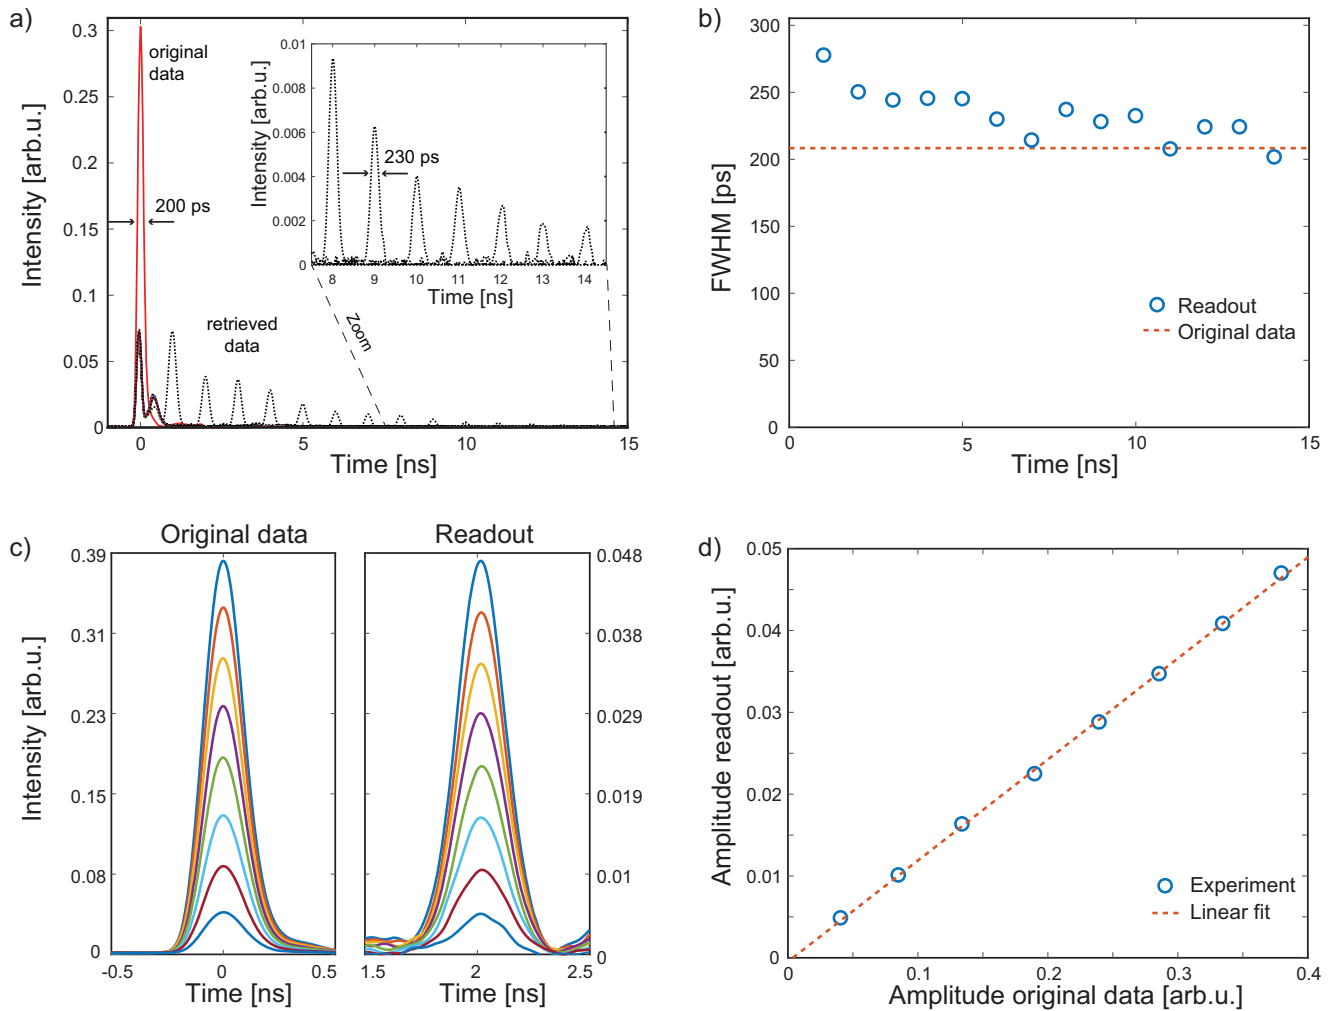 a)
Intensity [arb.u.]
0.3
0.25
0.2
0.15
0.1
0.05
0
original
data
200 ps
retrieved
data
Zoom
0 5 10 15
Time [ns]
Intensity [arb.u.]
0.01
0.008
0.006
0.004
0.002
0
230 ps
8 9 10 11 12 13 14
Time [ns]
b)
FWHM [ps]
300
250
200
150
100
50
0
Readout
Original data
0 5 10 15
Time [ns]
c)
Original data
Intensity [arb.u.]
0.39
0.31
0.23
0.15
0.08
0
-0.5 0 0.5
Time [ns]
Readout
0.048
0.038
0.029
0.019
0.01
0
1.5 2 2.5
Time [ns]
d)
Amplitude readout [arb.u.]
0.05
0.04
0.03
0.02
0.01
0
Experiment
Linear fit
0 0.1 0.2 0.3 0.4
Amplitude original data [arb.u.]